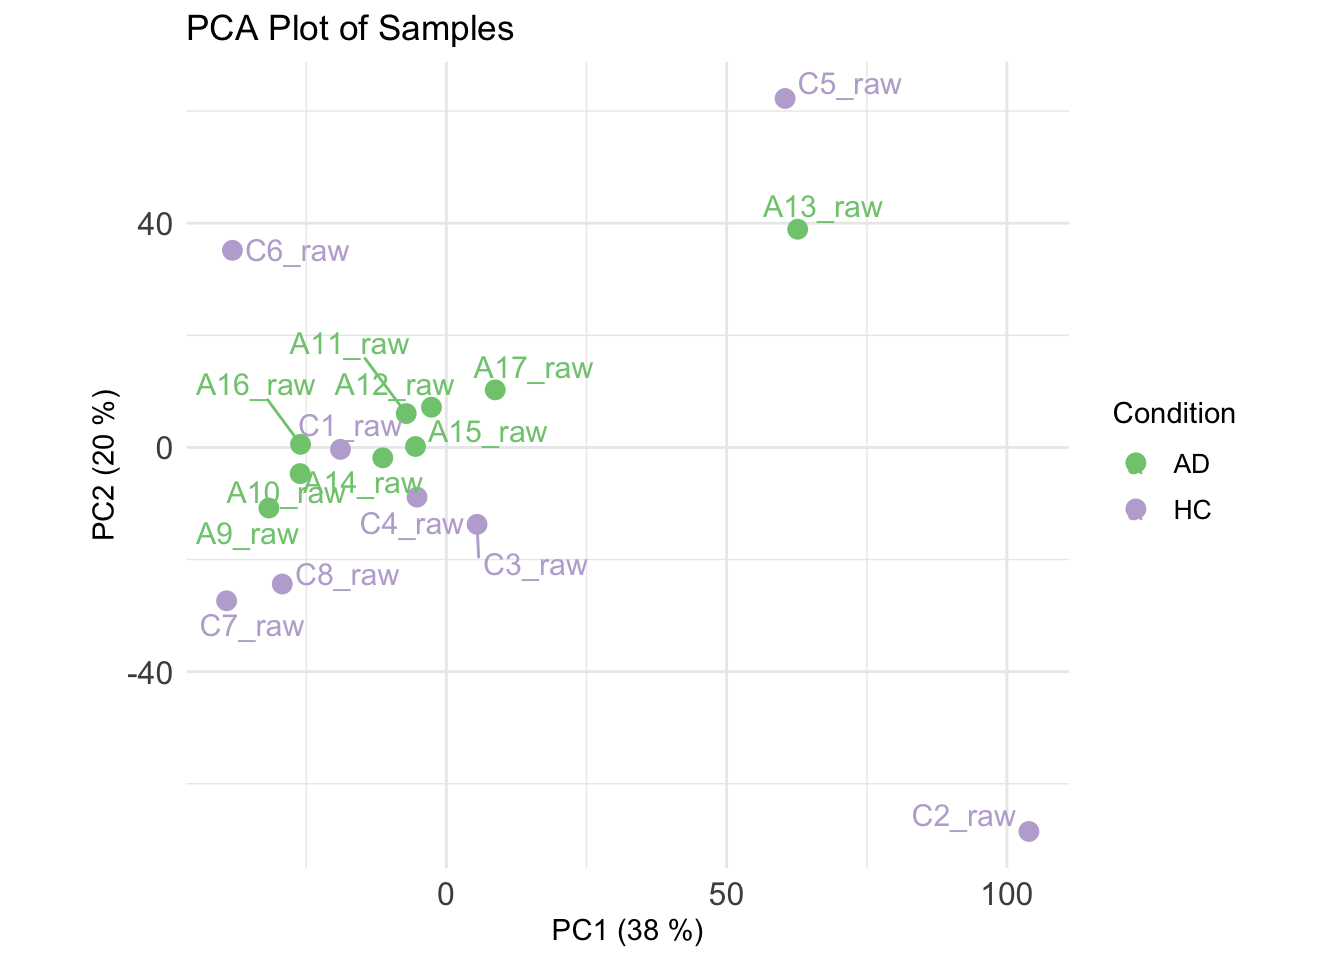 PCA Plot of Samples
C5_raw
A13_raw
40
C6_raw
A11_raw
A17_raw
A16_raw
A12_raw
Condition
C1_raw
A15_raw
0
AD
A14_raw
A10_raw
HC
C4_raw
A9_raw
C3_raw
C8_raw
C7_raw
-40
C2_raw
PC2 (20 %)
0
50
100
PC1 (38 %)